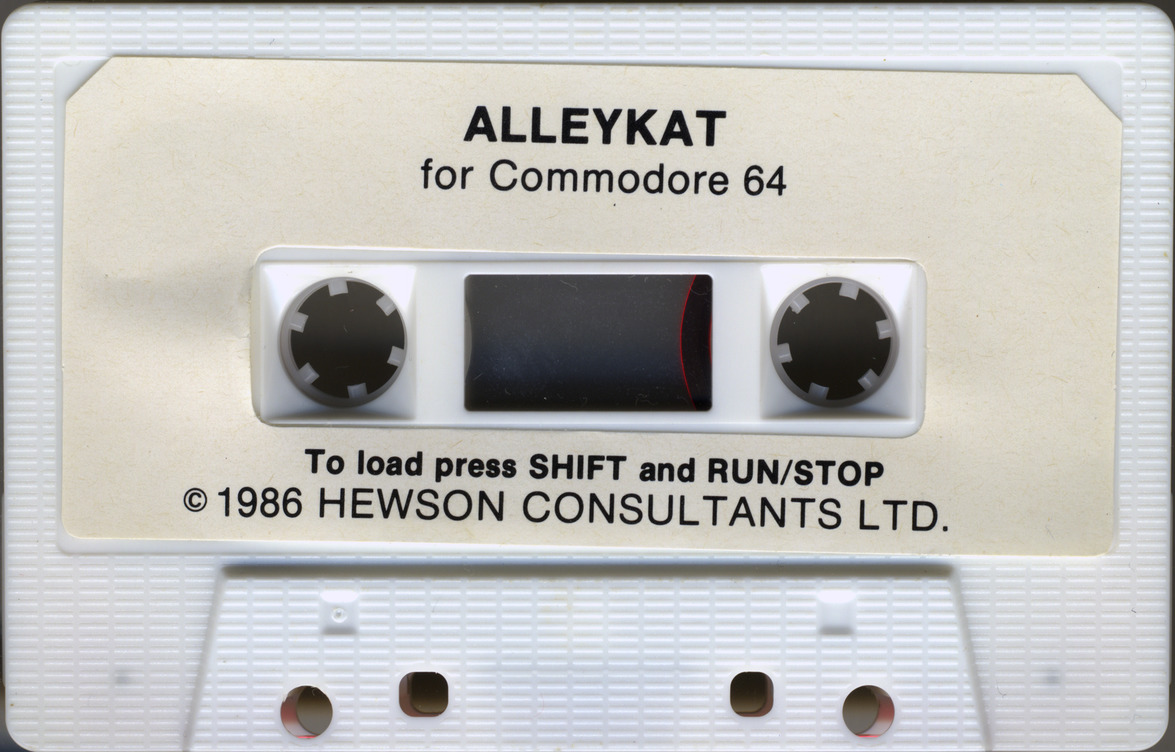 ALLEYKAT
for Commodore 64
To load press SHIFT and RUN/STOP
© 1986 HEWSON CONSULTANTS LTD.